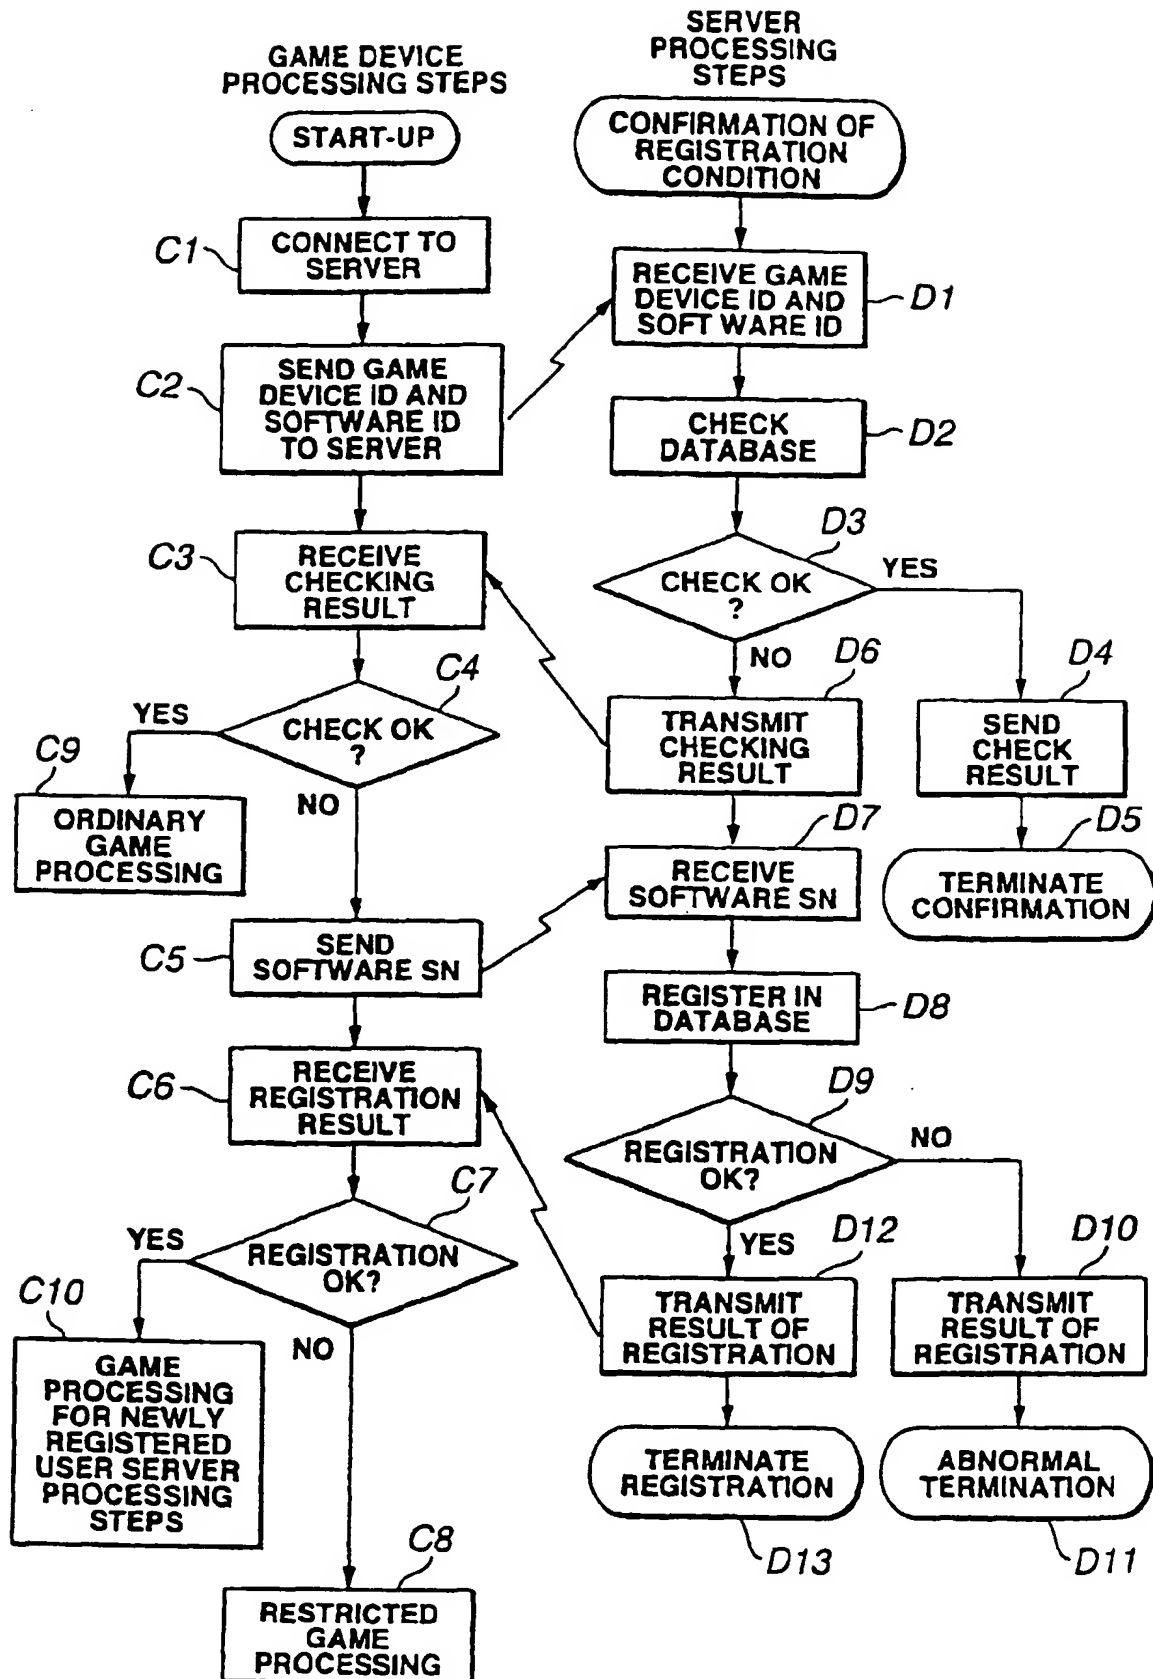 GAME DEVICE
PROCESSING STEPS
START-UP
C1
CONNECT TO
SERVER
C2
SEND GAME
DEVICE ID AND
SOFTWARE ID
TO SERVER
C3
RECEIVE
CHECKING
RESULT
C4
CHECK OK
?
YES
NO
C9
ORDINARY
GAME
PROCESSING
C5
SEND
SOFTWARE SN
C6
RECEIVE
REGISTRATION
RESULT
C7
REGISTRATION
OK?
YES
NO
C10
GAME
PROCESSING
FOR NEWLY
REGISTERED
USER SERVER
PROCESSING
STEPS
C8
RESTRICTED
GAME
PROCESSING
SERVER
PROCESSING
STEPS
CONFIRMATION OF
REGISTRATION
CONDITION
RECEIVE GAME
DEVICE ID AND
SOFT WARE ID
D1
CHECK
DATABASE
D2
D3
CHECK OK
?
YES
NO
D6
TRANSMIT
CHECKING
RESULT
D4
SEND
CHECK
RESULT
D5
TERMINATE
CONFIRMATION
D7
RECEIVE
SOFTWARE SN
REGISTER IN
DATABASE
D8
D9
REGISTRATION
OK?
NO
YES
D12
TRANSMIT
RESULT OF
REGISTRATION
D10
TRANSMIT
RESULT OF
REGISTRATION
TERMINATE
REGISTRATION
D13
ABNORMAL
TERMINATION
D11